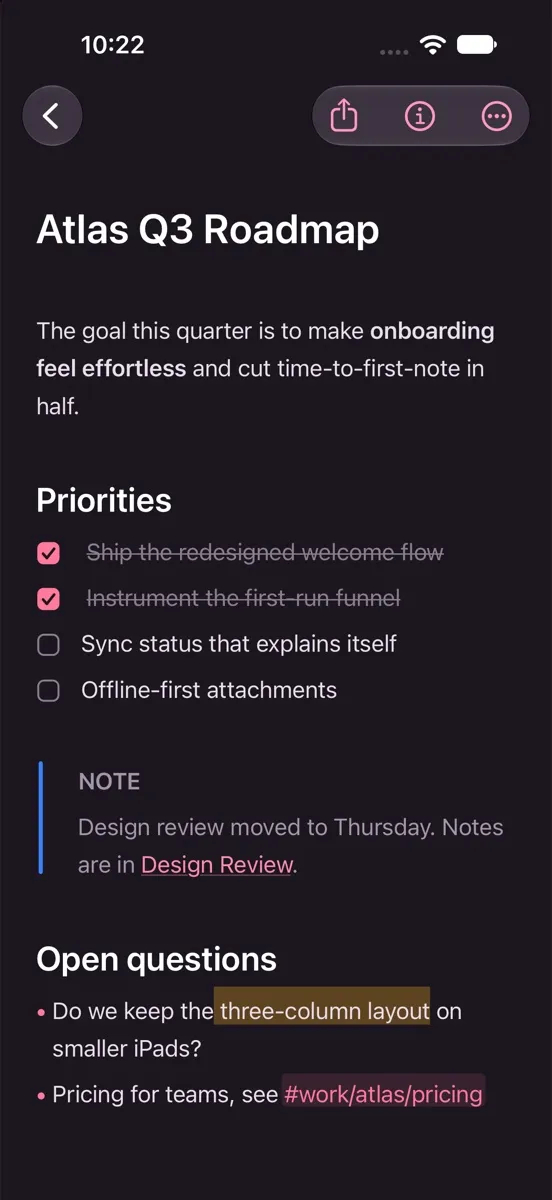 10:22
Atlas Q3 Roadmap
The goal this quarter is to make onboarding
feel effortless and cut time-to-first-note in
half.
Priorities
Ship the redesigned welcome flow
Instrument the first-run funnel
Sync status that explains itself
Offline-first attachments
NOTE
Design review moved to Thursday. Notes
are in Design Review.
Open questions
• Do we keep the three-column layout on
smaller iPads?
• Pricing for teams, see #work/atlas/pricing